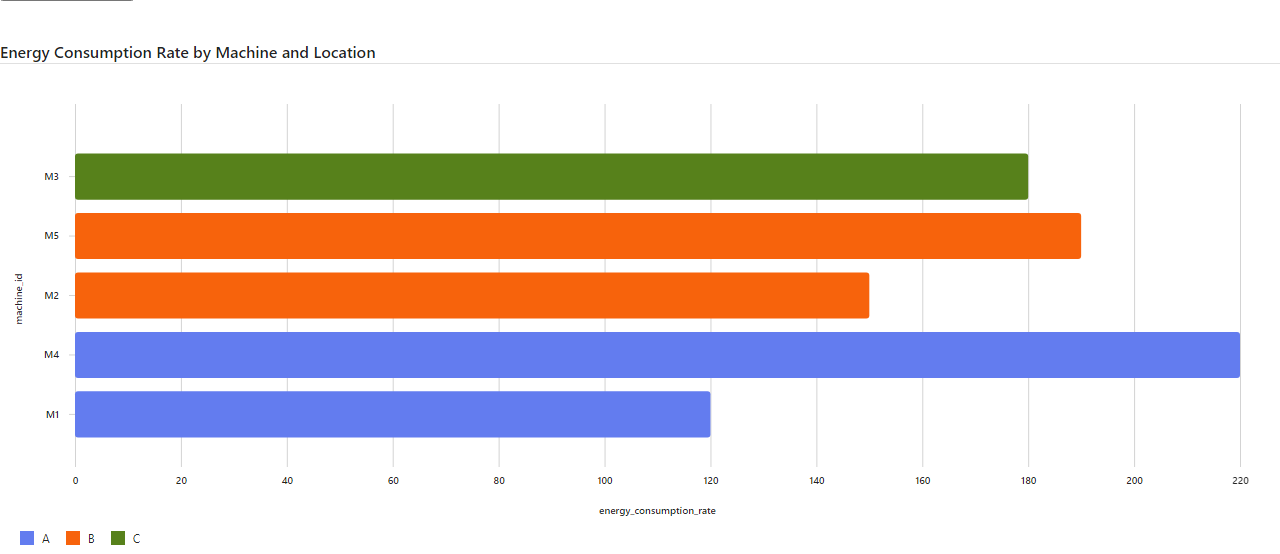 Energy Consumption Rate by Machine and Location
M3
M5
M2
M4
M1
machine_id
0 20 40 60 80 100 120 140 160 180 200 220
energy_consumption_rate
A B C